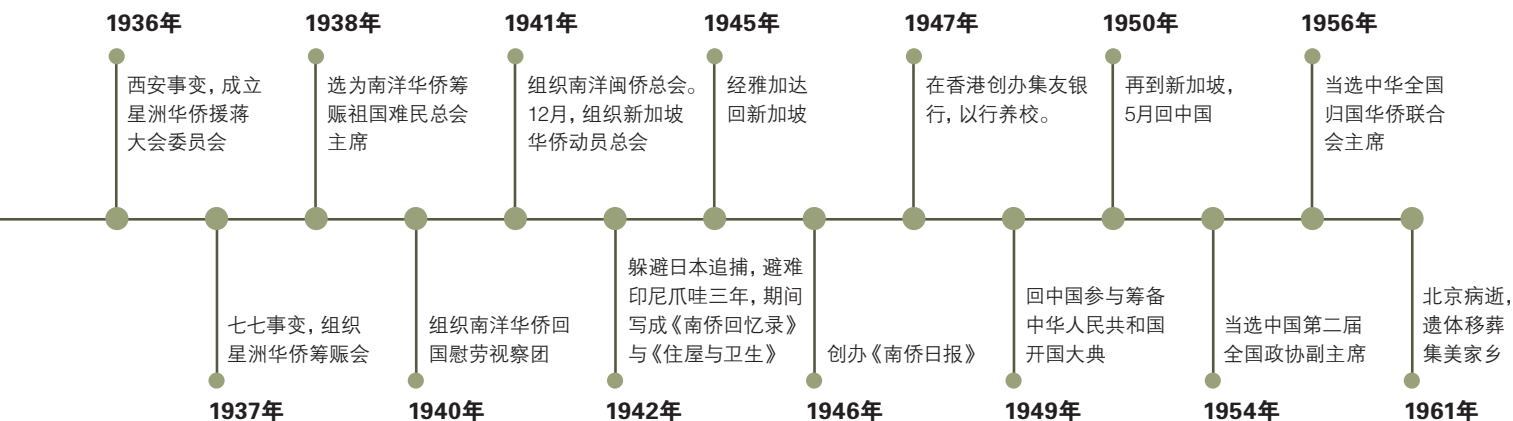 1936年
西安事变，成立
星洲华侨援蒋
大会委员会
1937年
七七事变，组织
星洲华侨筹赈会
1938年
选为南洋华侨筹
赈祖国难民总会
主席
1940年
组织南洋华侨回
国慰劳视察团
1941年
组织南洋闽侨总会。
12月，组织新加坡
华侨动员总会
1942年
躲避日本追捕，避难
印尼爪哇三年，期间
写成《南侨回忆录》
与《住屋与卫生》
1945年
经雅加达
回新加坡
1946年
创办《南侨日报》
1947年
在香港创办集友银
行，以行养校。
1949年
回中国参与筹备
中华人民共和国
开国大典
1950年
再到新加坡，
5月回中国
1954年
当选中国第二届
全国政协副主席
1956年
当选中华全国
归国华侨联合
会主席
1961年
北京病逝，
遗体移葬
集美家乡